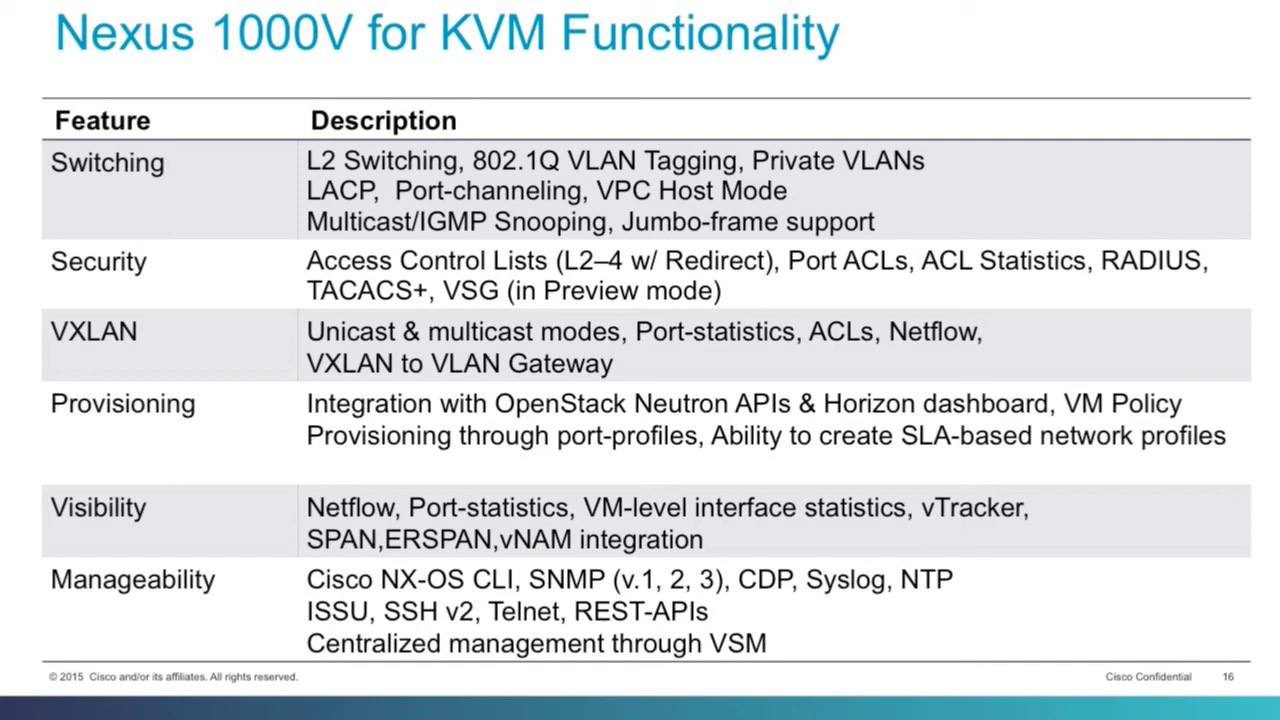 Nexus 1000V for KVM Functionality
Feature Description
Switching L2 Switching, 802.1Q VLAN Tagging, Private VLANs
LACP, Port-channeling, VPC Host Mode
Multicast/IGMP Snooping, Jumbo-frame support
Security Access Control Lists (L2–4 w/ Redirect), Port ACLs, ACL Statistics, RADIUS,
TACACS+, VSG (in Preview mode)
VXLAN Unicast & multicast modes, Port-statistics, ACLs, Netflow,
VXLAN to VLAN Gateway
Provisioning Integration with OpenStack Neutron APIs & Horizon dashboard, VM Policy
Provisioning through port-profiles, Ability to create SLA-based network profiles
Visibility Netflow, Port-statistics, VM-level interface statistics, vTracker,
SPAN,ERSPAN,vNAM integration
Manageability Cisco NX-OS CLI, SNMP (v.1, 2, 3), CDP, Syslog, NTP
ISSU, SSH v2, Telnet, REST-APIs
Centralized management through VSM
© 2015 Cisco and/or its affiliates. All rights reserved. Cisco Confidential 16